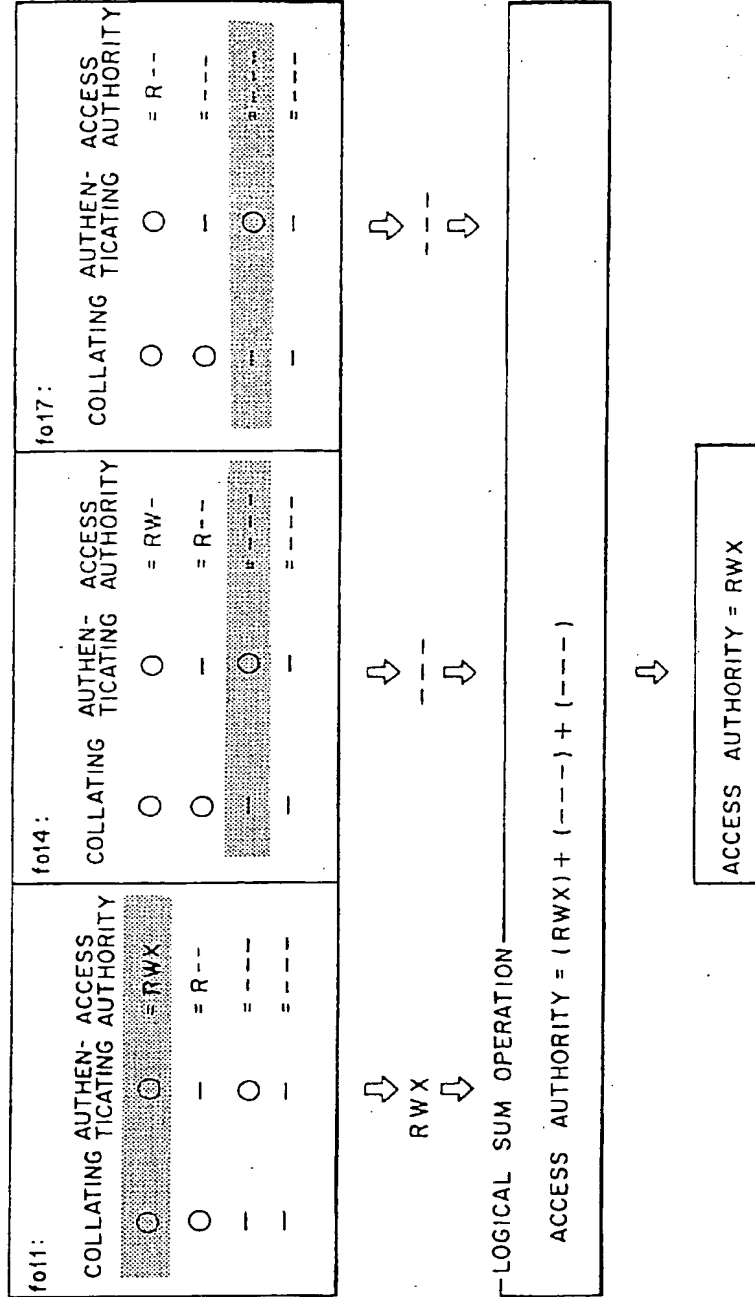 fo11:
COLLATING AUTHEN- ACCESS
TICATING AUTHORITY
○ ○ = RWX
○ — = R--
— ○ = ---
— — = ---
fo14:
COLLATING AUTHEN- ACCESS
TICATING AUTHORITY
○ ○ = RW-
○ — = R--
— ○ = ---
— — = ---
fo17:
COLLATING AUTHEN- ACCESS
TICATING AUTHORITY
○ ○ = R--
○ — = ---
— ○ = ---
— — = ---
RWX
---
---
LOGICAL SUM OPERATION
ACCESS AUTHORITY = (RWX)+(---)+(---)
ACCESS AUTHORITY = RWX